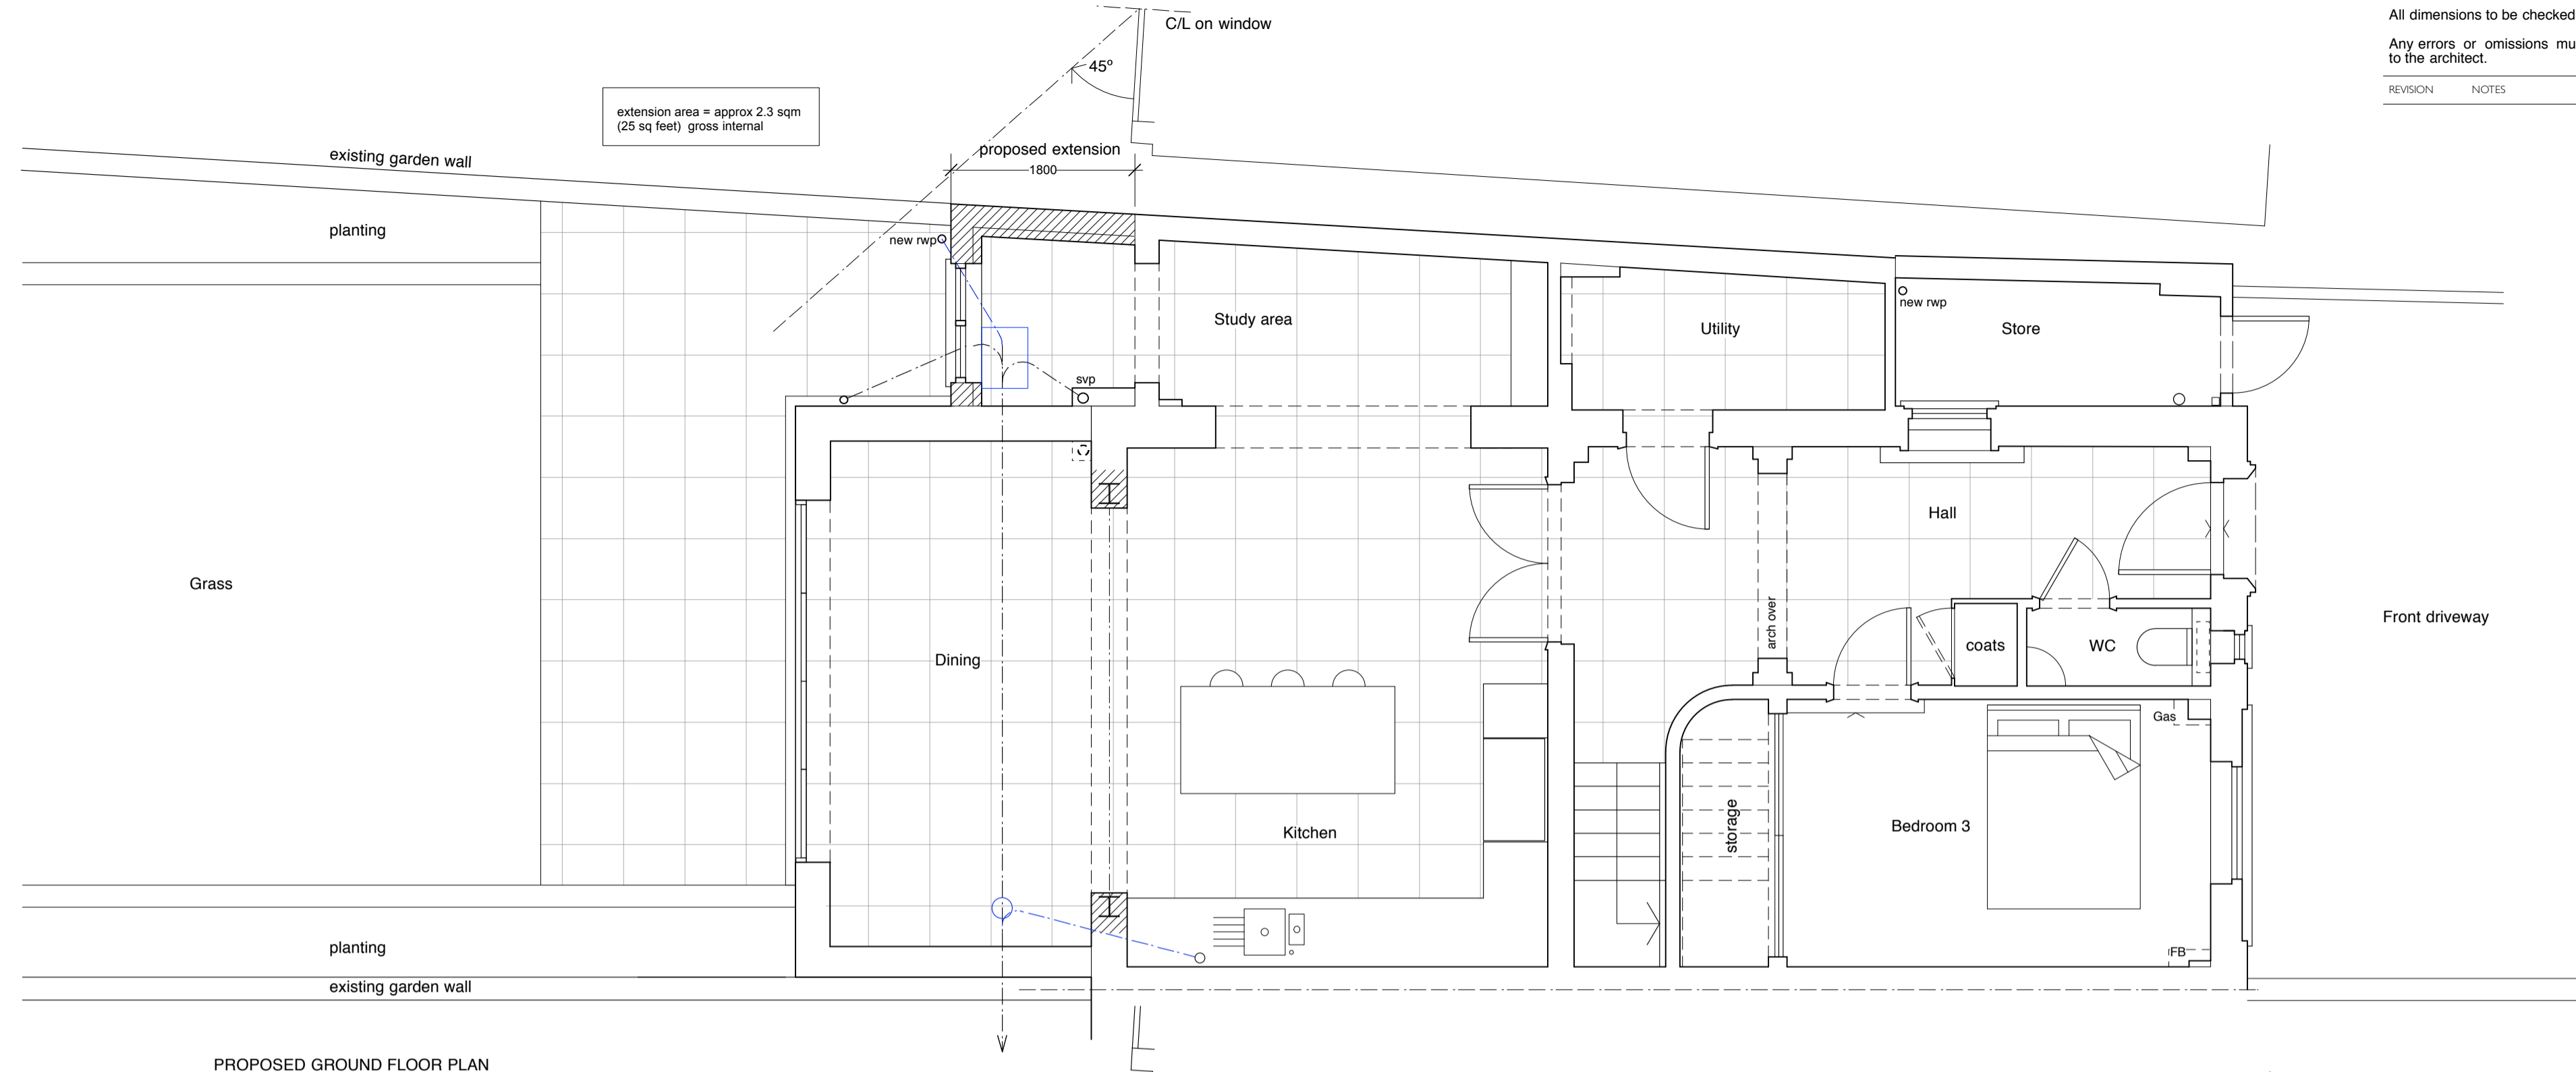 All dimensions to be checked
Any errors or omissions mu
to the architect.
REVISION NOTES
C/L on window
45º
extension area = approx 2.3 sqm
(25 sq feet) gross internal
proposed extension
1800
existing garden wall
planting
new rwp
Study area
Utility
new rwp
Store
svp
Hall
Grass
Dining
arch over
coats
WC
Front driveway
Gas
Kitchen
storage
Bedroom 3
FB
planting
existing garden wall
PROPOSED GROUND FLOOR PLAN